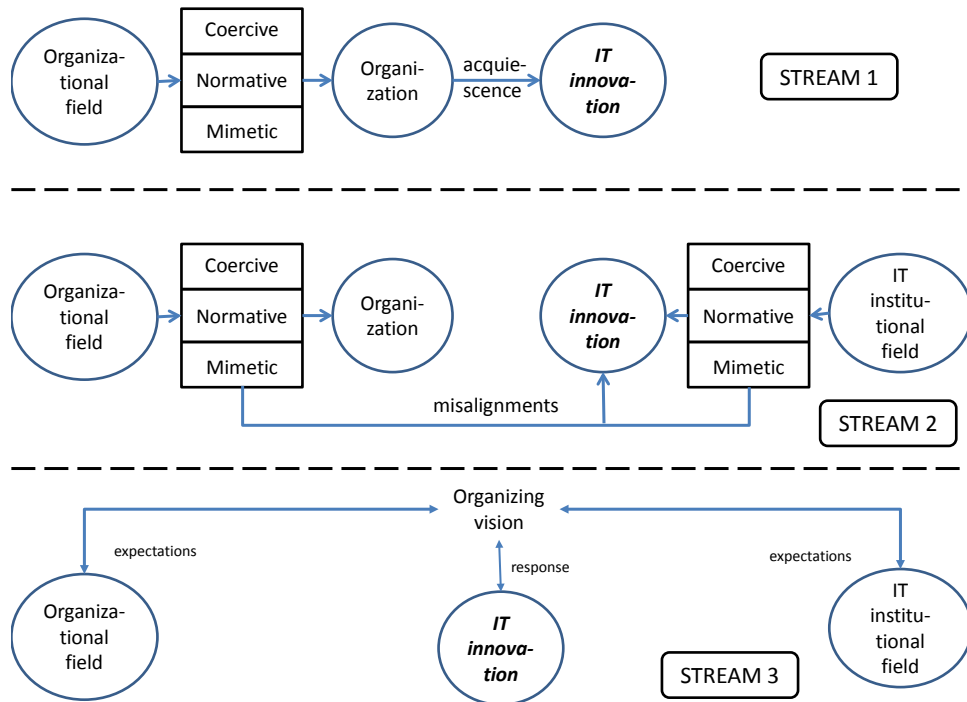 Organiza-
tional
field
Coercive
Normative
Mimetic
Organi-
zation
acquie-
scence
IT
innova-
tion
STREAM 1
Organiza-
tional
field
Coercive
Normative
Mimetic
Organi-
zation
IT
innova-
tion
Coercive
Normative
Mimetic
IT
institu-
tional
field
misalignments
STREAM 2
Organizing
vision
expectations
response
expectations
Organiza-
tional
field
IT
innova-
tion
IT
institu-
tional
field
STREAM 3